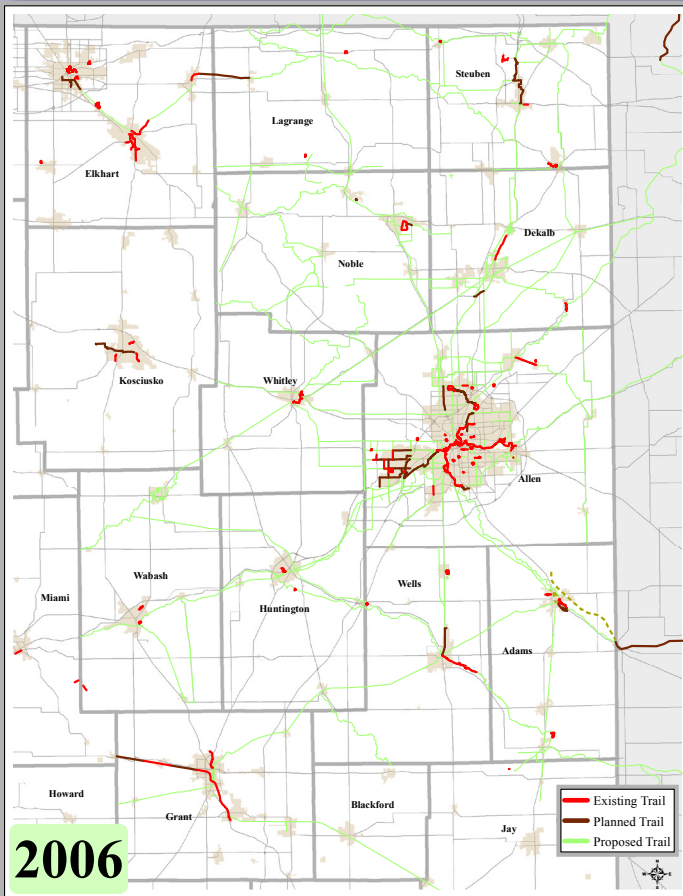 Steuben
Lagrange
Elkhart
Dekalb
Noble
Kosciusko
Whitley
Allen
Wabash
Wells
Miami
Huntington
Adams
Howard
Blackford
Grant
Jay
Existing Trail
Planned Trail
Proposed Trail
2006